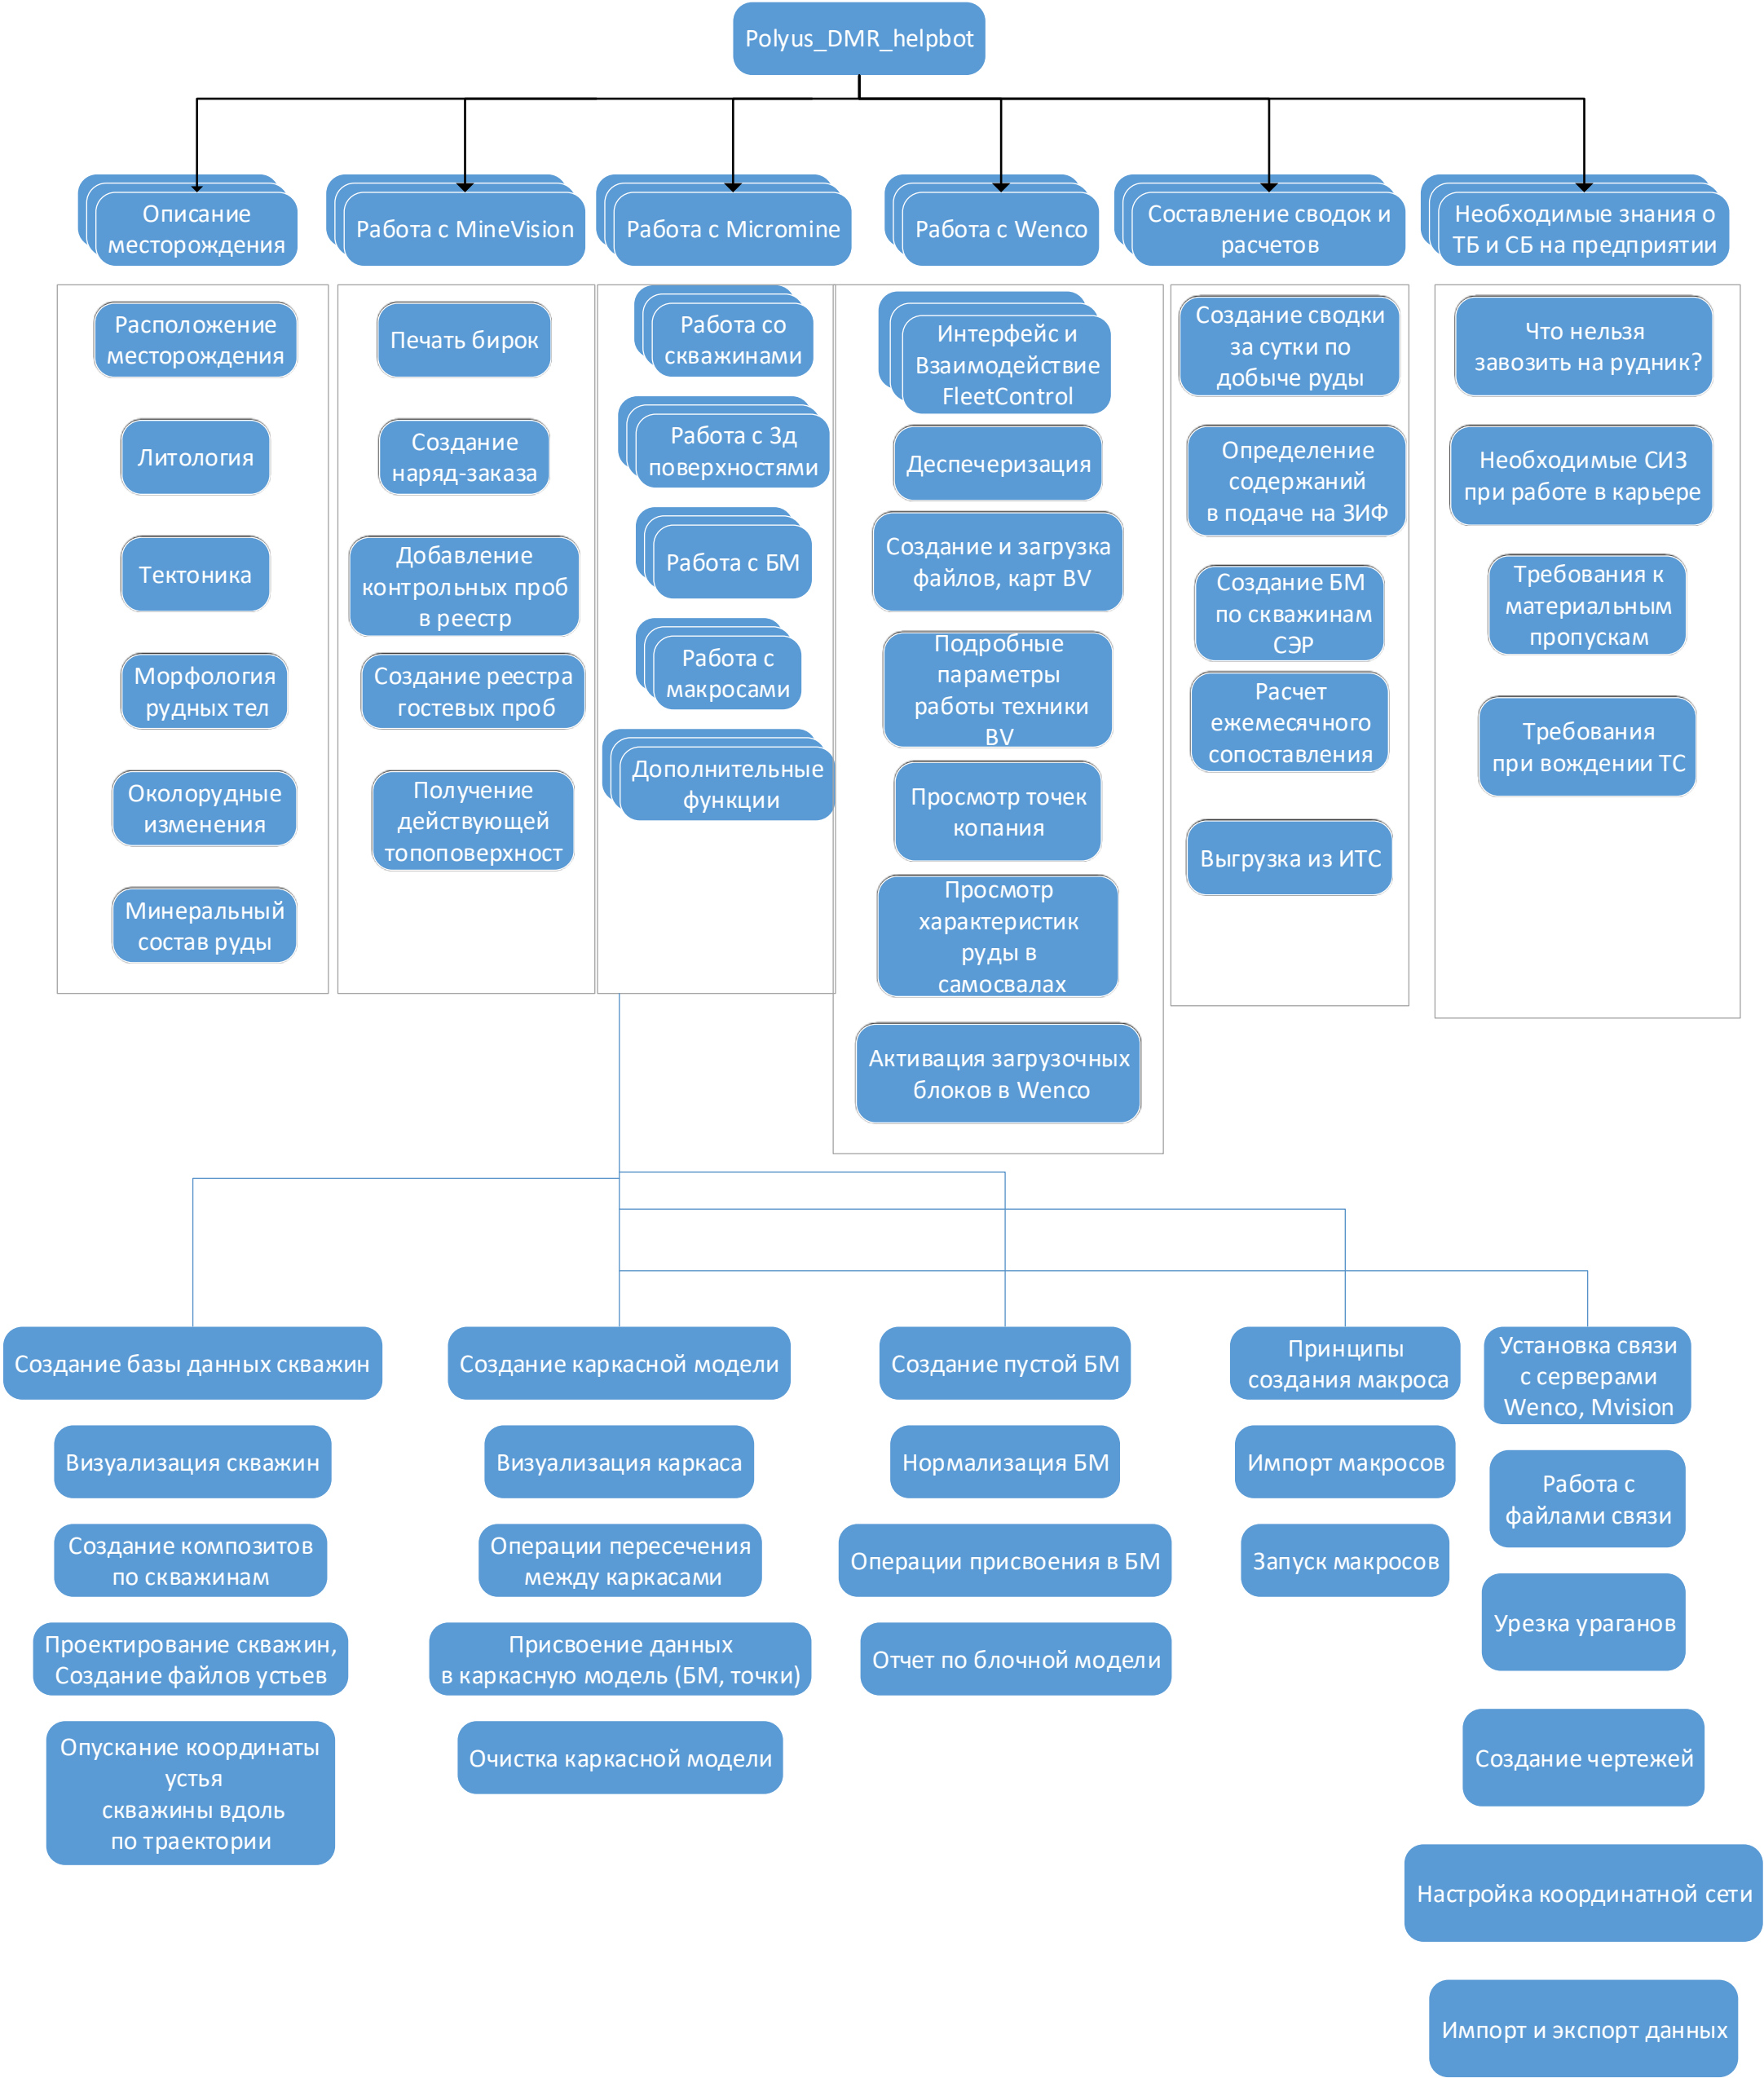 Polyus_DMR_helpbot
Описание
месторождения
Работа с MineVision
Работа с Micromine
Работа с Wenco
Составление сводок и
расчетов
Необходимые знания о
ТБ и СБ на предприятии
Расположение
месторождения
Литология
Тектоника
Морфология
рудных тел
Околорудные
изменения
Минеральный
состав руды
Печать бирок
Создание
наряд-заказа
Добавление
контрольных проб
в реестр
Создание реестра
гостевых проб
Получение
действующей
топоповерхност
Работа со
скважинами
Работа с 3д
поверхностями
Работа с БМ
Работа с
макросами
Дополнительные
функции
Интерфейс и
Взаимодействие
FleetControl
Деспечеризация
Создание и загрузка
файлов, карт BV
Подробные
параметры
работы техники
BV
Просмотр точек
копания
Просмотр
характеристик
руды в
самосвалах
Активация загрузочных
блоков в Wenco
Создание сводки
за сутки по
добыче руды
Определение
содержаний
в подаче на ЗИФ
Создание БМ
по скважинам
СЭР
Расчет
ежемесячного
сопоставления
Выгрузка из ИТС
Что нельзя
завозить на рудник?
Необходимые СИЗ
при работе в карьере
Требования к
материальным
пропускам
Требования
при вождении ТС
Создание базы данных скважин
Визуализация скважин
Создание композитов
по скважинам
Проектирование скважин,
Создание файлов устьев
Опускание координаты
устья
скважины вдоль
по траектории
Создание каркасной модели
Визуализация каркаса
Операции пересечения
между каркасами
Присвоение данных
в каркасную модель (БМ, точки)
Очистка каркасной модели
Создание пустой БМ
Нормализация БМ
Операции присвоения в БМ
Отчет по блочной модели
Принципы
создания макроса
Импорт макросов
Запуск макросов
Установка связи
с серверами
Wenco, Mvision
Работа с
файлами связи
Урезка ураганов
Создание чертежей
Настройка координатной сети
Импорт и экспорт данных